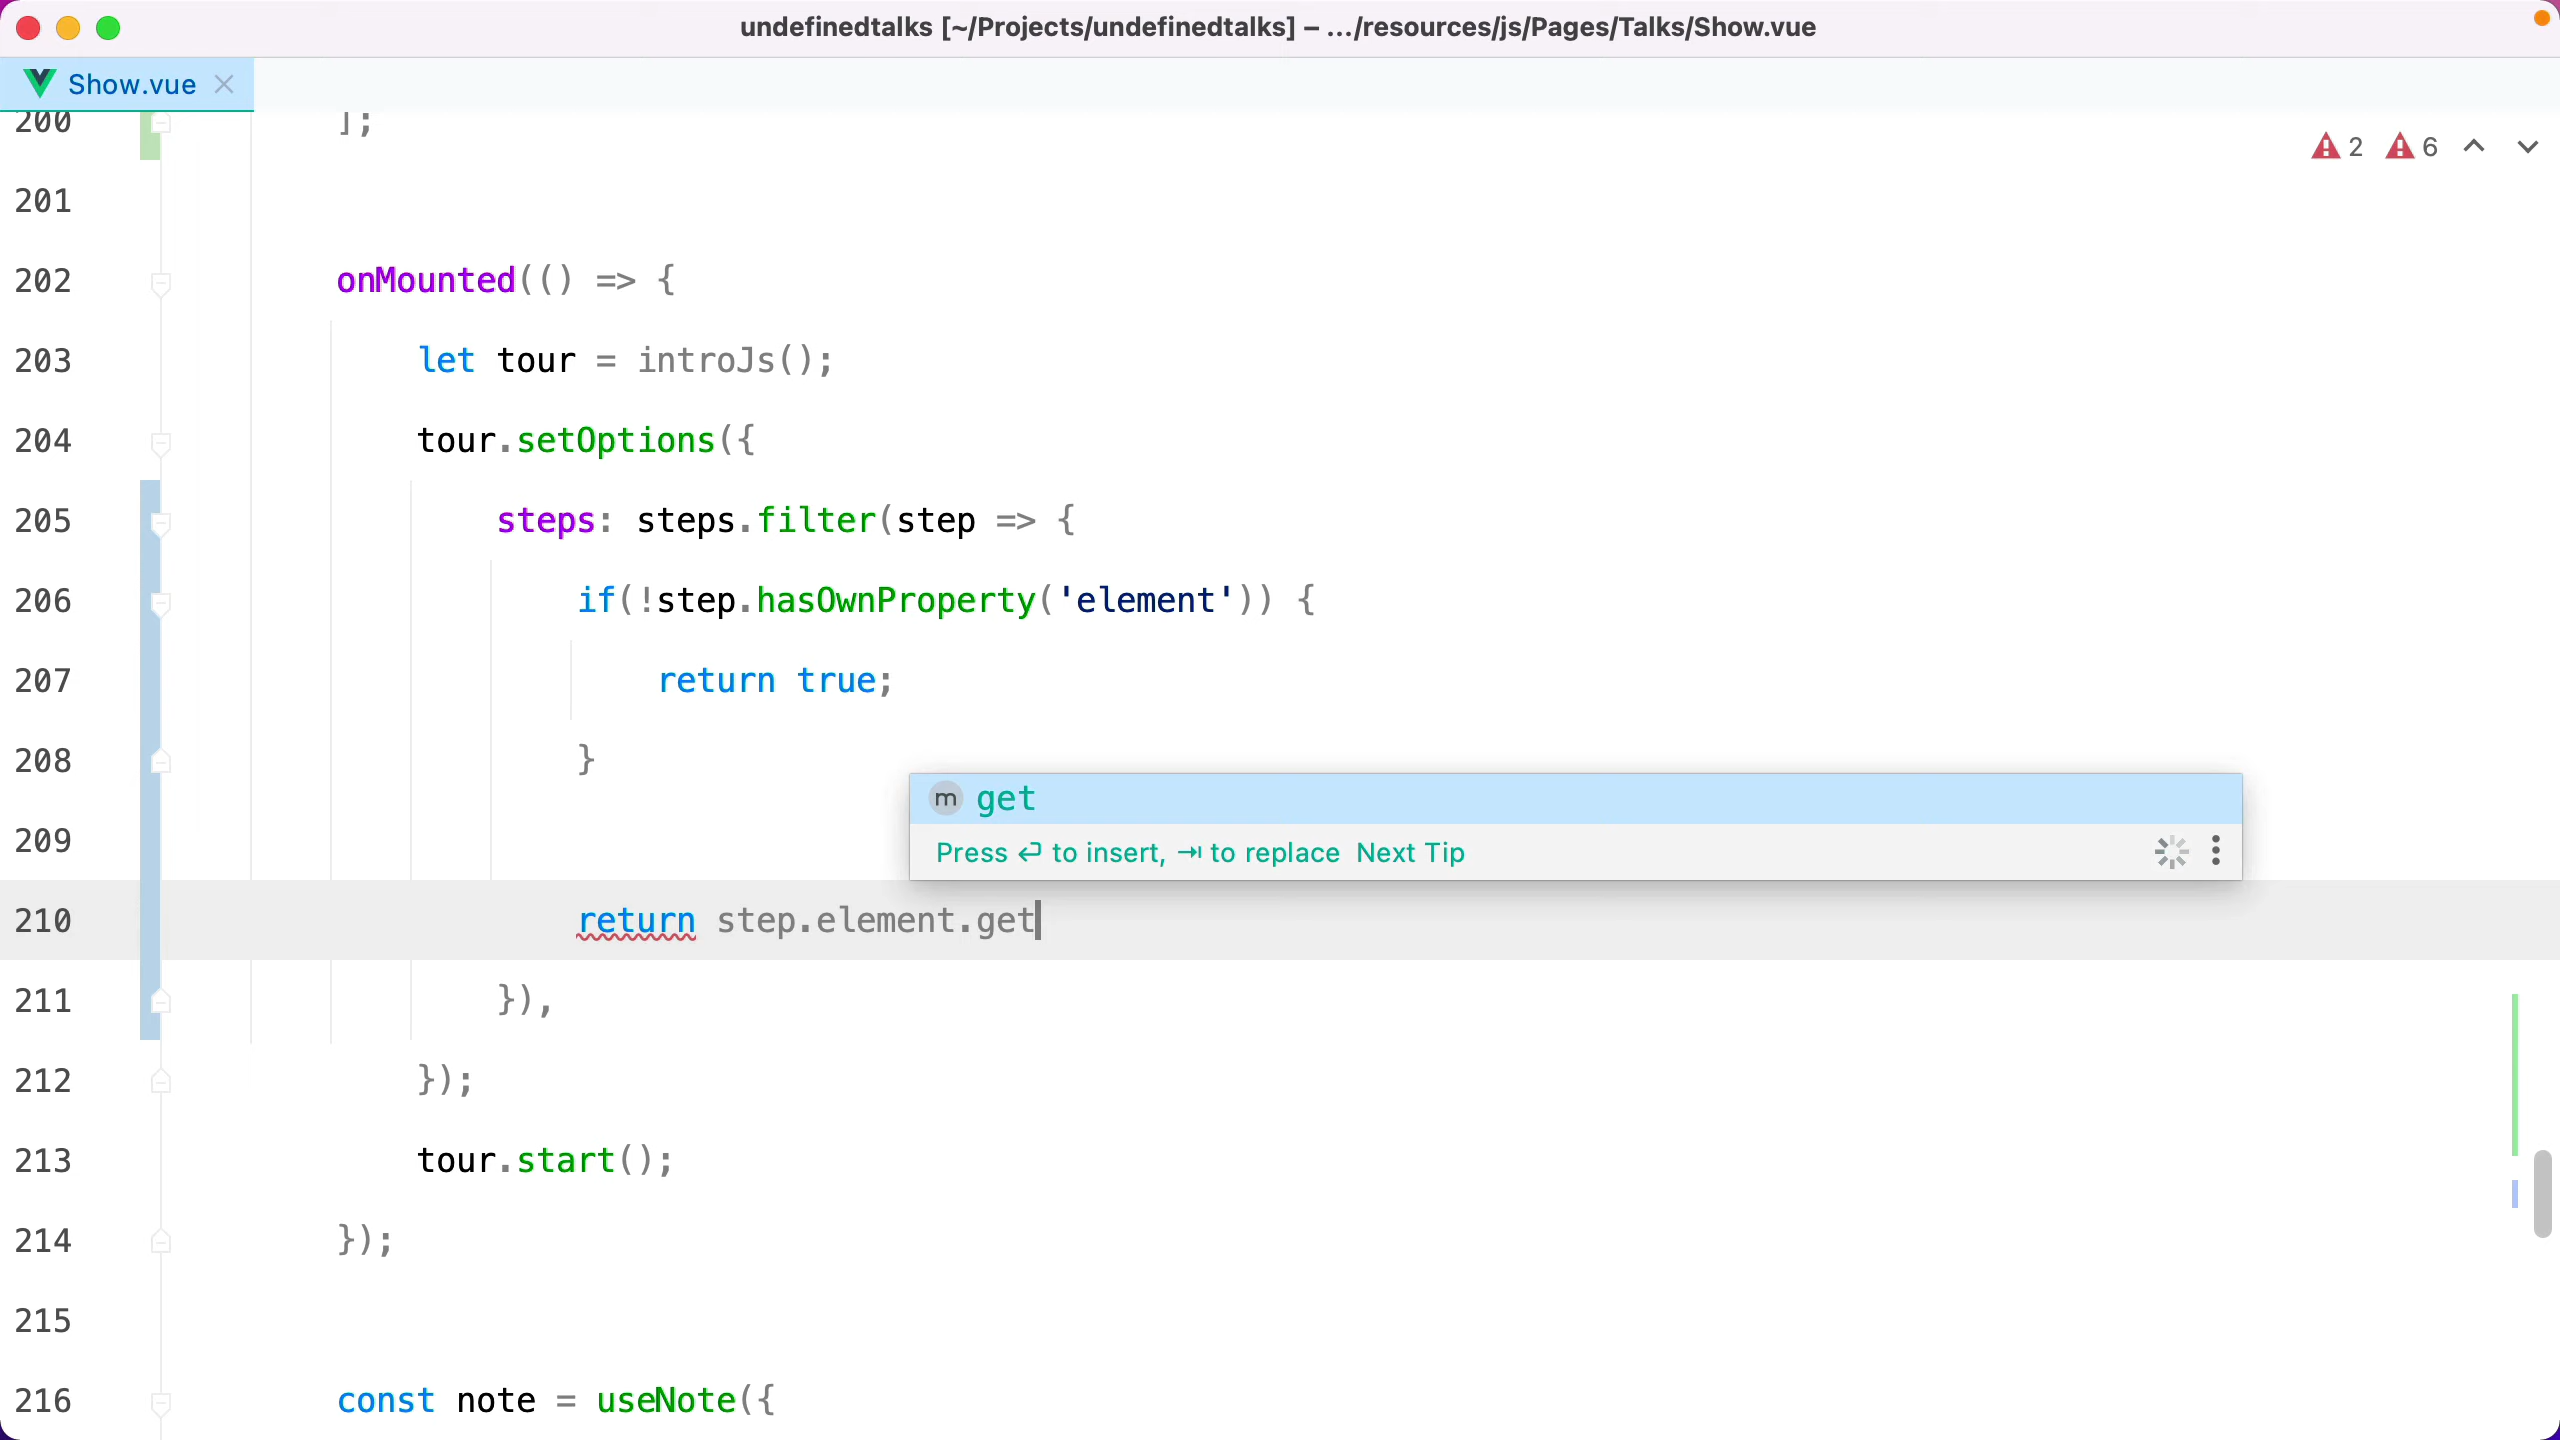 undefinedtalks [~/Projects/undefinedtalks] – .../resources/js/Pages/Talks/Show.vue
Show.vue
200 ];
2 6
201
202 onMounted(() => {
203 let tour = introJs();
204 tour.setOptions({
205 steps: steps.filter(step => {
206 if(!step.hasOwnProperty('element')) {
207 return true;
208 }
m get
209
Press ⏎ to insert, ⇥ to replace Next Tip
210 return step.element.get
211 }),
212 });
213 tour.start();
214 });
215
216 const note = useNote({